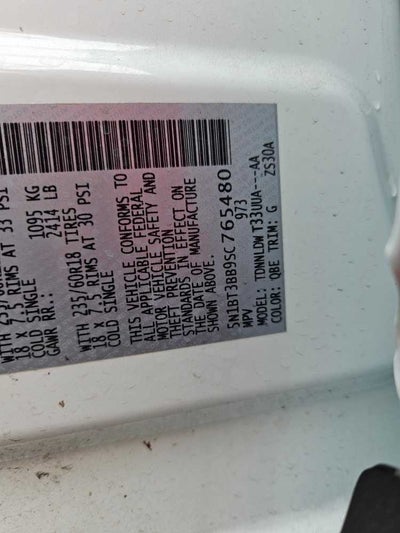 18 X 7.5 RIMS AT 33 PSI
COLD SINGLE 1095 KG
GAWR RR.: 2414 LB
WITH 235/60R18 TIRES
18 X 7.5 RIMS AT 30 PSI
COLD SINGLE
THIS VEHICLE CONFORMS TO
ALL APPLICABLE FEDERAL
MOTOR VEHICLE SAFETY AND
THEFT PREVENTION
STANDARDS IN EFFECT ON
THE DATE OF MANUFACTURE
SHOWN ABOVE.
5N1BT3BB9SC765480
MPV 973
MODEL: TDNNLDWT33UUA---AA
COLOR: QBE TRIM: G ZS30A